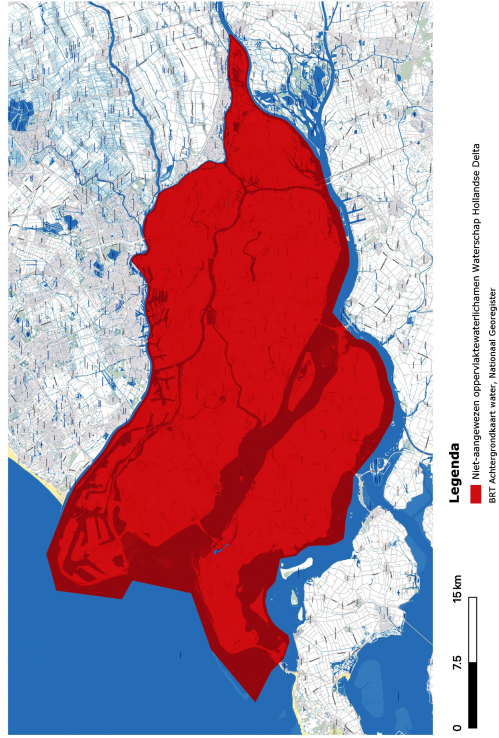 Legenda
Niet-aangewezen oppervlaktewaterlichamen Waterschap Hollandse Delta
BRT Achtergrondkaart water, Nationaal Georegister
0 7.5 15 km